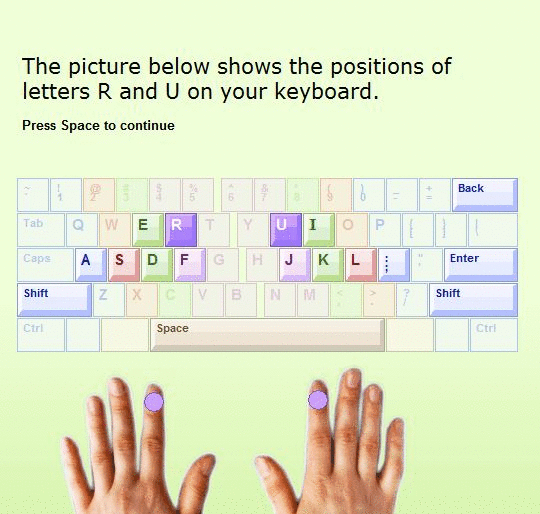 The picture below shows the positions of
letters R and U on your keyboard.
Press Space to continue
~ ` ! 1 @ 2 # 3 $ 4 % 5 ^ 6 & 7 * 8 ( 9 ) 0 _ - + = Back
Tab Q W E R T Y U I O P { [ } ] | \
Caps A S D F G H J K L : ; " ' Enter
Shift Z X C V B N M < , > . ? / Shift
Ctrl Space Ctrl